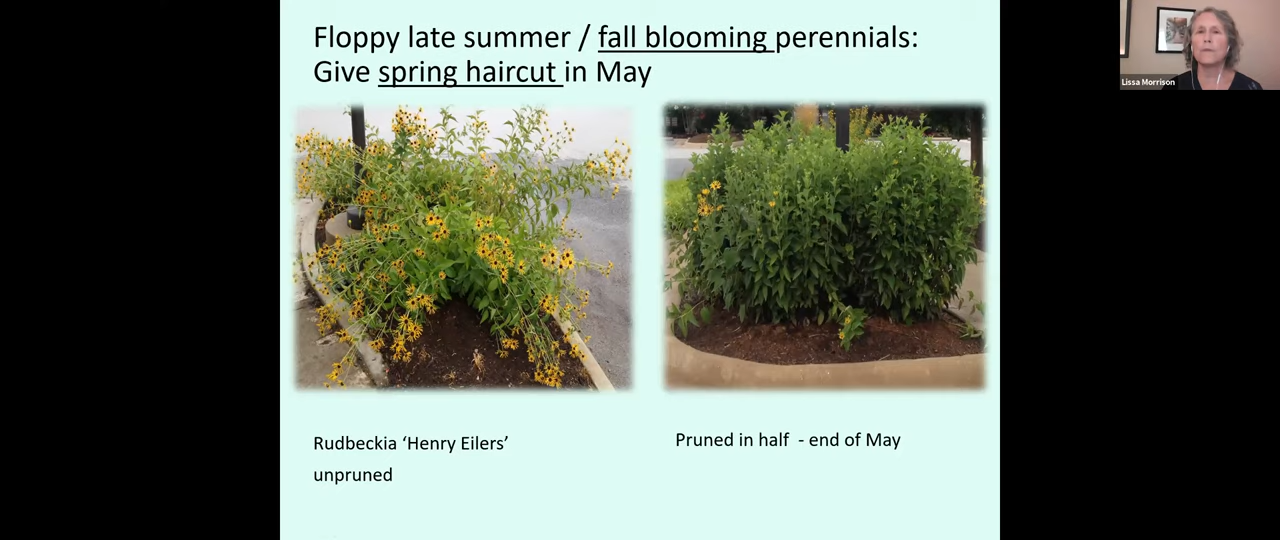 Floppy late summer / fall blooming perennials:
Give spring haircut in May
Lissa Morrison
Rudbeckia ‘Henry Eilers’
unpruned
Pruned in half  - end of May